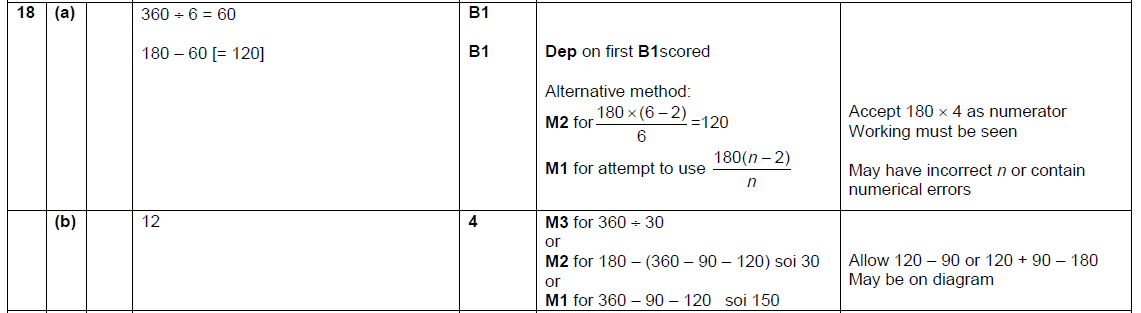 18 (a) 360 ÷ 6 = 60 B1
180 – 60 [= 120] B1 Dep on first B1scored
Alternative method:
M2 for 180 × (6 – 2) / 6 =120
Accept 180 × 4 as numerator
Working must be seen
M1 for attempt to use 180(n – 2) / n
May have incorrect n or contain
numerical errors
(b) 12 4 M3 for 360 ÷ 30
or
M2 for 180 – (360 – 90 – 120) soi 30
or
M1 for 360 – 90 – 120 soi 150
Allow 120 – 90 or 120 + 90 – 180
May be on diagram